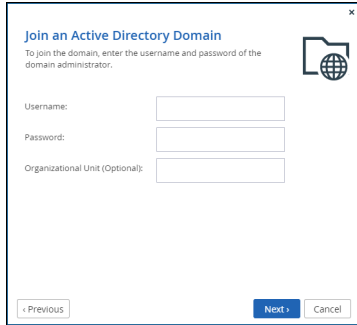 ×
Join an Active Directory Domain
To join the domain, enter the username and password of the
domain administrator.
Username:
Password:
Organizational Unit (Optional):
‹ Previous
Next ›
Cancel